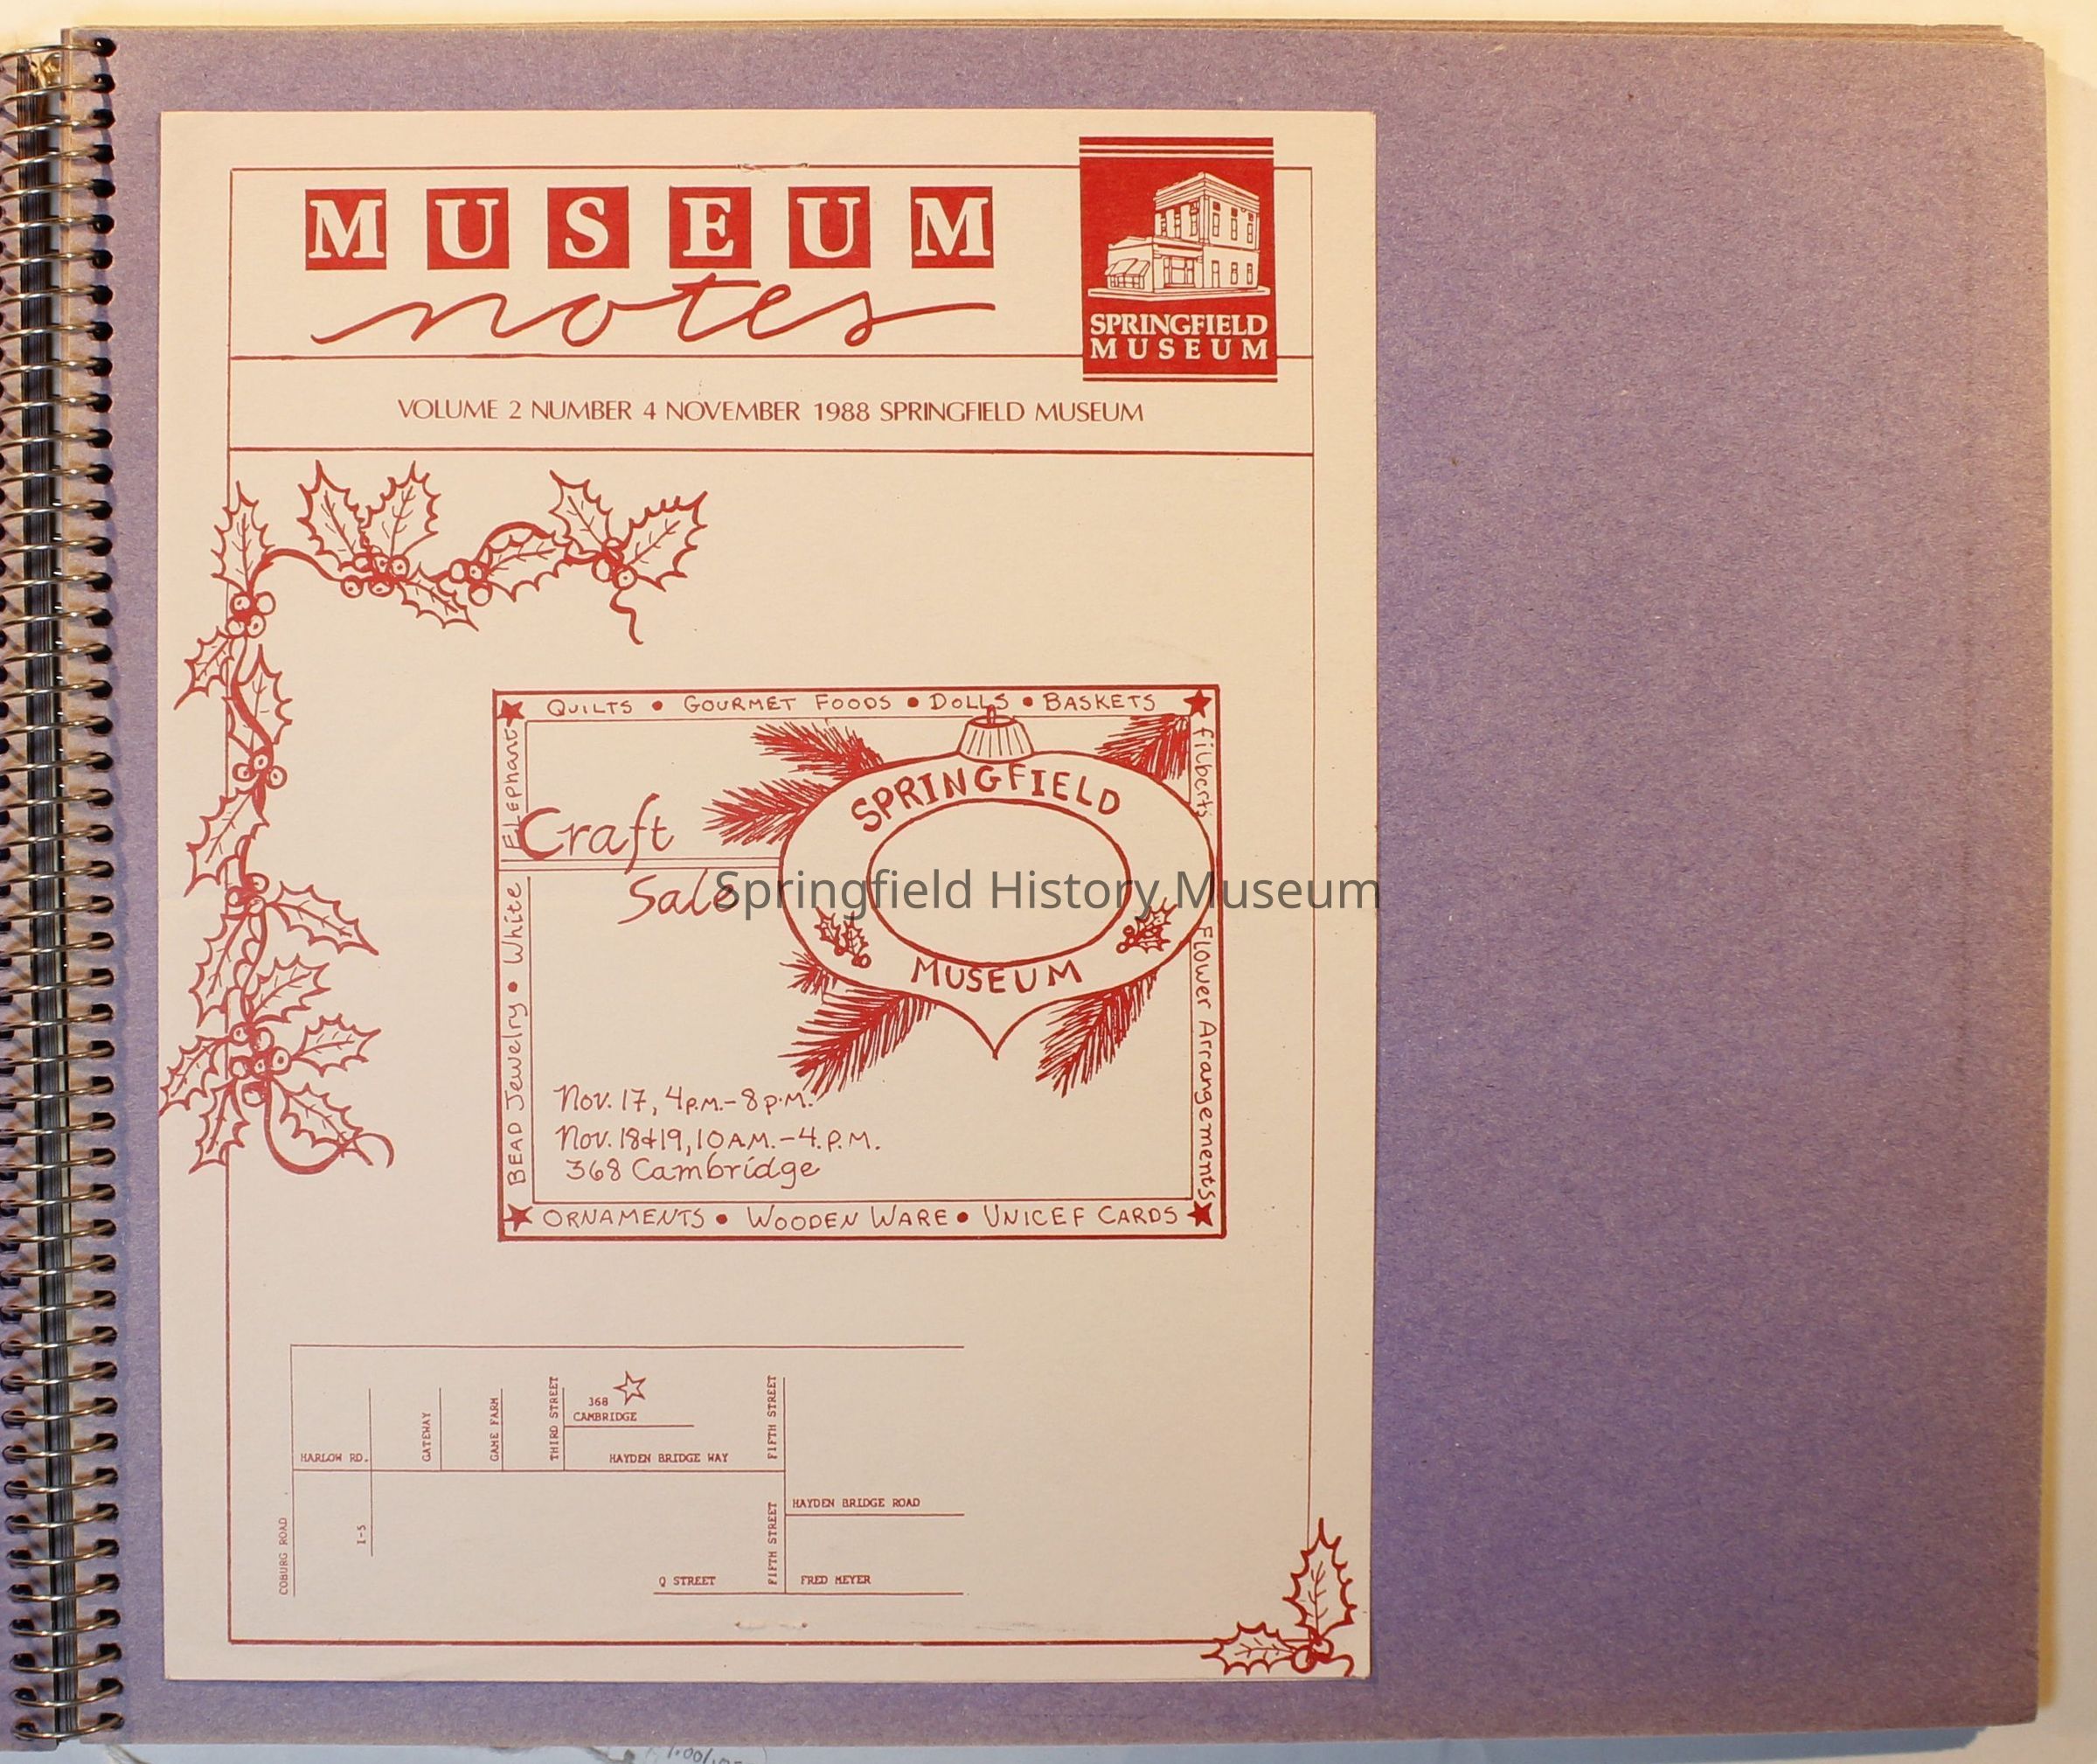 MUSEUM
notes
SPRINGFIELD
MUSEUM
VOLUME 2 NUMBER 4 NOVEMBER 1988 SPRINGFIELD MUSEUM
QUILTS • GOURMET FOODS • DOLLS • BASKETS
filberts
Flower Arrangements
BEAD Jewelry • White
ELEphant
Craft
Sale
SPRINGFIELD
MUSEUM
Springfield History Museum
Nov. 17, 4P.M.-8P.M.
Nov. 18&19, 10AM.-4.P.M.
368 Cambridge
ORNAMENTS • WOODEN WARE • UNICEF CARDS
HARLOW RD.
GATEWAY
GAME FARM
THIRD STREET
368
CAMBRIDGE
HAYDEN BRIDGE WAY
FIFTH STREET
COBURG ROAD
I-5
HAYDEN BRIDGE ROAD
FIFTH STREET
Q STREET
FRED MEYER